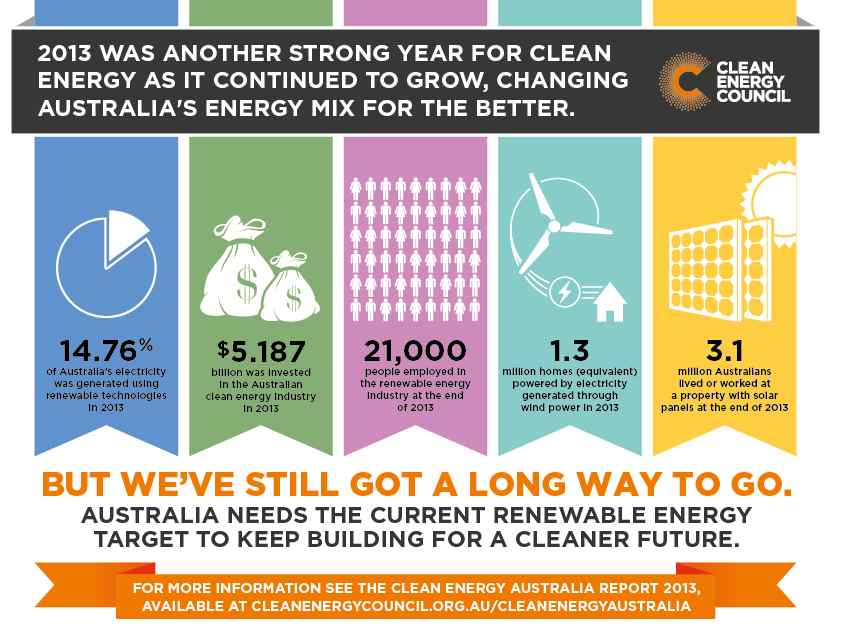 2013 WAS ANOTHER STRONG YEAR FOR CLEAN
ENERGY AS IT CONTINUED TO GROW, CHANGING
AUSTRALIA'S ENERGY MIX FOR THE BETTER.
CLEAN
ENERGY
COUNCIL
14.76%
of Australia's electricity
was generated using
renewable technologies
in 2013
$5.187
billion was invested
in the Australian
clean energy industry
in 2013
21,000
people employed in
the renewable energy
industry at the end
of 2013
1.3
million homes (equivalent)
powered by electricity
generated through
wind power in 2013
3.1
million Australians
lived or worked at
a property with solar
panels at the end of 2013
$
$
BUT WE'VE STILL GOT A LONG WAY TO GO.
AUSTRALIA NEEDS THE CURRENT RENEWABLE ENERGY
TARGET TO KEEP BUILDING FOR A CLEANER FUTURE.
FOR MORE INFORMATION SEE THE CLEAN ENERGY AUSTRALIA REPORT 2013,
AVAILABLE AT CLEANENERGYCOUNCIL.ORG.AU/CLEANENERGYAUSTRALIA